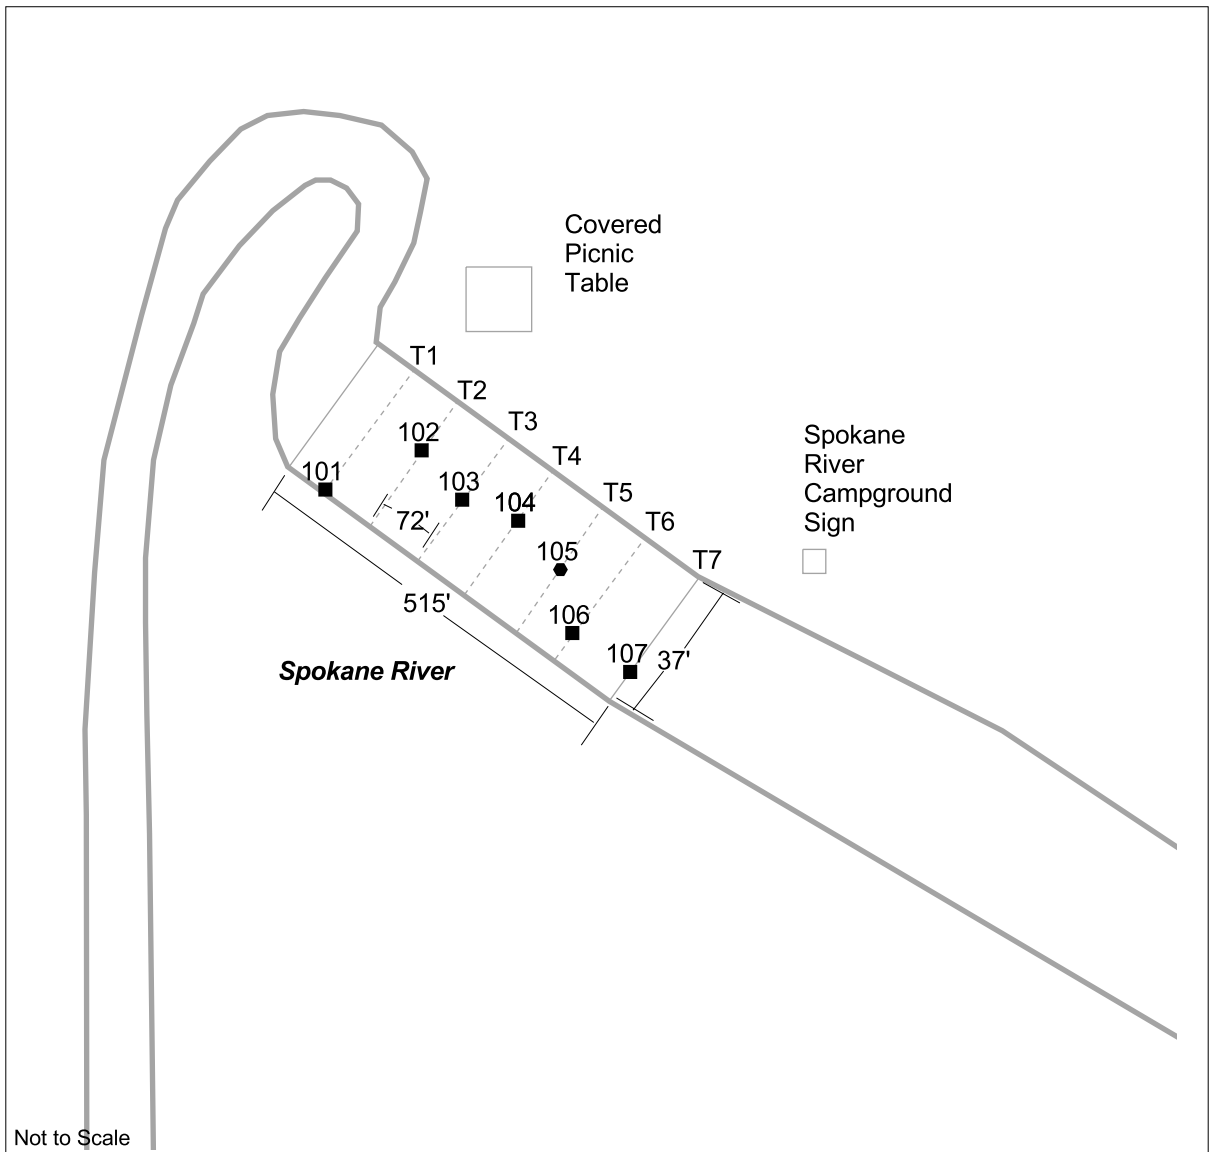 Covered
Picnic
Table
T1
T2
T3
T4
T5
T6
T7
Spokane
River
Campground
Sign
101
102
103
104
105
106
107
72'
515'
37'
Spokane River
Not to Scale